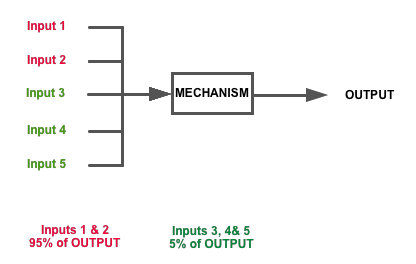 Input 1
Input 2
Input 3
Input 4
Input 5
MECHANISM
OUTPUT
Inputs 1 & 2
95% of OUTPUT
Inputs 3, 4& 5
5% of OUTPUT